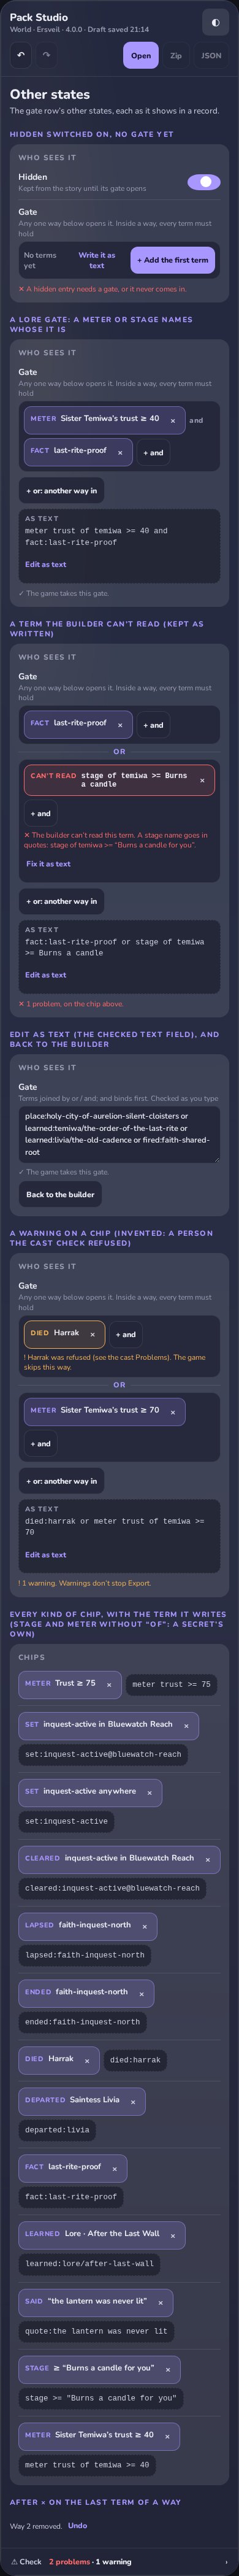 Pack Studio
World · Ersveil · 4.0.0 · Draft saved 21:14
Open
Zip
JSON
Other states
The gate row's other conditions, each as it shows in a record.
HIDDEN SWITCHED ON, NO GATE YET
WHO SEES IT
Hidden
Kept from the story until its gate opens
Gate
Any one way below opens it. Inside a way, every term must
hold
No terms
yet
Write it as
text
+ Add the first term
✕ A hidden entry needs a gate, or it never comes in.
A LORE GATE: A METER OR STAGE NAMES
WHOSE IT IS
WHO SEES IT
Gate
Any one way below opens it. Inside a way, every term must
hold
METER Sister Temiwa's trust ≥ 40 ×
and
FACT last-rite-proof ×
+ and
+ or: another way in
AS TEXT
meter trust of temiwa >= 40 and
fact:last-rite-proof
Edit as text
✓ The game takes this gate.
A TERM THE BUILDER CAN'T READ (KEPT AS
WRITTEN)
WHO SEES IT
Gate
Any one way below opens it. Inside a way, every term must
hold
FACT last-rite-proof ×
+ and
OR
CAN'T READ stage of temiwa >= Burns
a candle ×
+ and
✕ The builder can't read this term. A stage name goes in
quotes: stage of temiwa >= "Burns a candle for you".
Fix it as text
+ or: another way in
AS TEXT
fact:last-rite-proof or stage of temiwa
>= Burns a candle
Edit as text
✕ 1 problem, on the chip above.
EDIT AS TEXT (THE CHECKED TEXT FIELD), AND
BACK TO THE BUILDER
WHO SEES IT
Gate
Terms joined by or / and; and binds first. Checked as you type
place:holy-city-of-aurelion-silent-cloisters or
learned:temiwa/the-order-of-the-last-rite or
learned:livia/the-old-cadence or fired:faith-shared-
root
✓ The game takes this gate.
Back to the builder
A WARNING ON A CHIP (INVENTED: A PERSON
THE CAST CHECK REFUSED)
WHO SEES IT
Gate
Any one way below opens it. Inside a way, every term must
hold
DIED Harrak ×
+ and
! Harrak was refused (see the cast Problems). The game
skips this way.
OR
METER Sister Temiwa's trust ≥ 70 ×
+ and
+ or: another way in
AS TEXT
died:harrak or meter trust of temiwa >=
70
Edit as text
! 1 warning. Warnings don't stop Export.
EVERY KIND OF CHIP, WITH THE TERM IT WRITES
(STAGE AND METER WITHOUT "OF": A SECRET'S
OWN)
CHIPS
METER Trust ≥ 75 ×
meter trust >= 75
SET inquest-active in Bluewatch Reach ×
set:inquest-active@bluewatch-reach
SET inquest-active anywhere ×
set:inquest-active
CLEARED inquest-active in Bluewatch Reach ×
cleared:inquest-active@bluewatch-reach
LAPSED faith-inquest-north ×
lapsed:faith-inquest-north
ENDED faith-inquest-north ×
ended:faith-inquest-north
DIED Harrak ×
died:harrak
DEPARTED Saintess Livia ×
departed:livia
FACT last-rite-proof ×
fact:last-rite-proof
LEARNED Lore · After the Last Wall ×
learned:lore/after-last-wall
SAID "the lantern was never lit" ×
quote:the lantern was never lit
STAGE ≥ "Burns a candle for you" ×
stage >= "Burns a candle for you"
METER Sister Temiwa's trust ≥ 40 ×
meter trust of temiwa >= 40
AFTER × ON THE LAST TERM OF A WAY
Way 2 removed. Undo
⚠ Check 2 problems · 1 warning ›